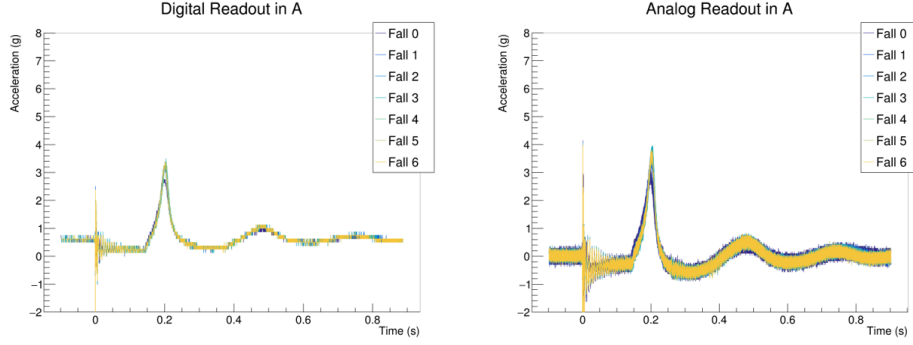 Digital Readout in A
Acceleration (g)
8
7
6
5
4
3
2
1
0
−1
−2
0 0.2 0.4 0.6 0.8
Time (s)
Fall 0
Fall 1
Fall 2
Fall 3
Fall 4
Fall 5
Fall 6
Analog Readout in A
Acceleration (g)
8
7
6
5
4
3
2
1
0
−1
−2
0 0.2 0.4 0.6 0.8
Time (s)
Fall 0
Fall 1
Fall 2
Fall 3
Fall 4
Fall 5
Fall 6